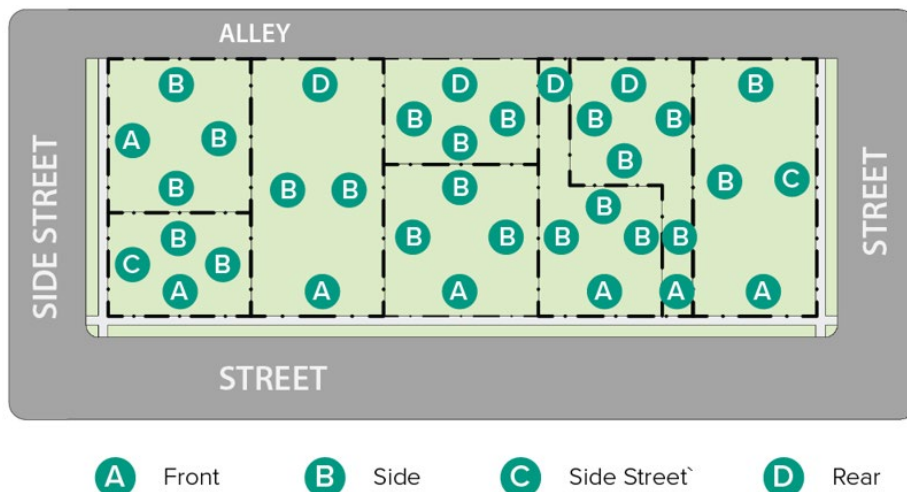 ALLEY
B D D D D B
B B B B
A B B
B B B B B C
B
B B
B B B B B B
C B
A A A A A A
SIDE STREET
STREET
STREET
A Front B Side C Side Street` D Rear